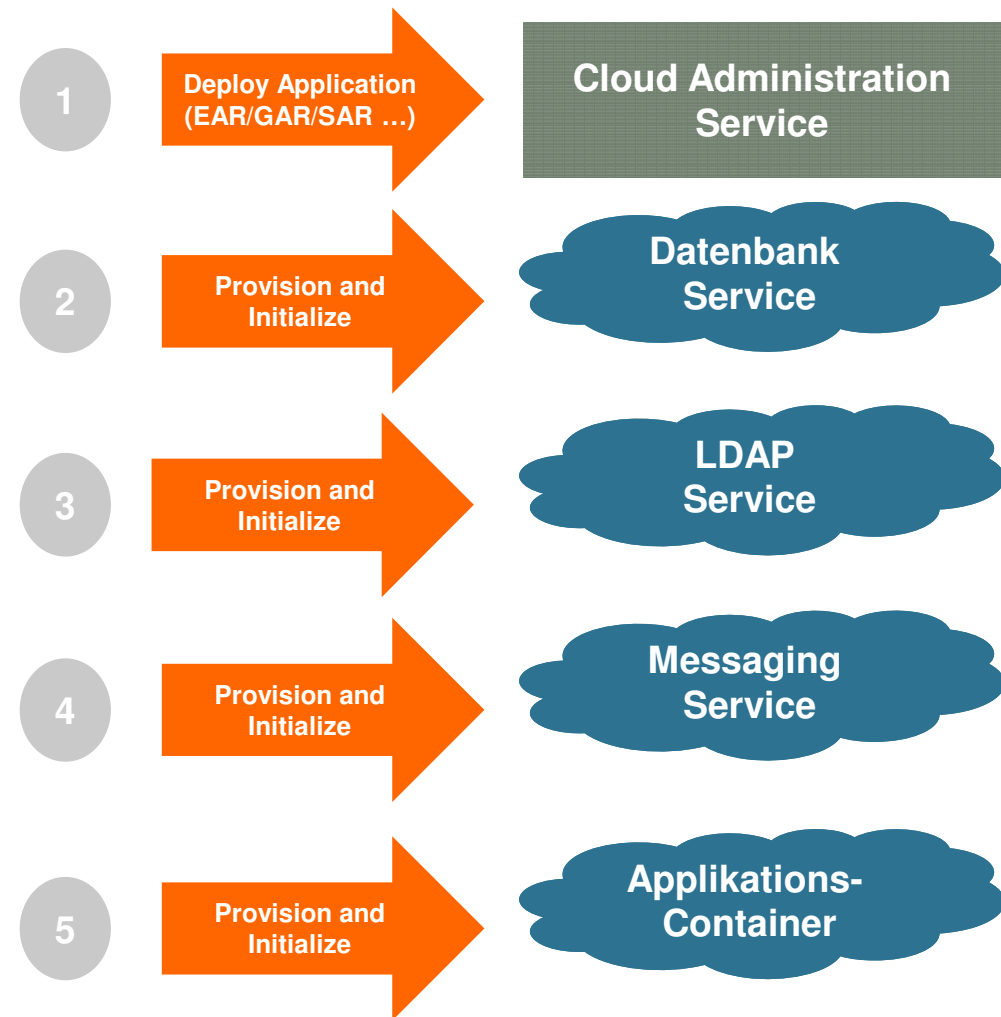 1
Deploy Application
(EAR/GAR/SAR …)
Cloud Administration
Service
2
Provision and
Initialize
Datenbank
Service
3
Provision and
Initialize
LDAP
Service
4
Provision and
Initialize
Messaging
Service
5
Provision and
Initialize
Applikations-
Container